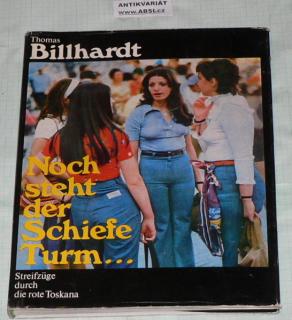 ANTIKVARIÁT
www.ABSI.cz
Thomas
Billhardt
Noch
steht
der
Schiefe
Turm...
Streifzüge
durch
die rote Toskana